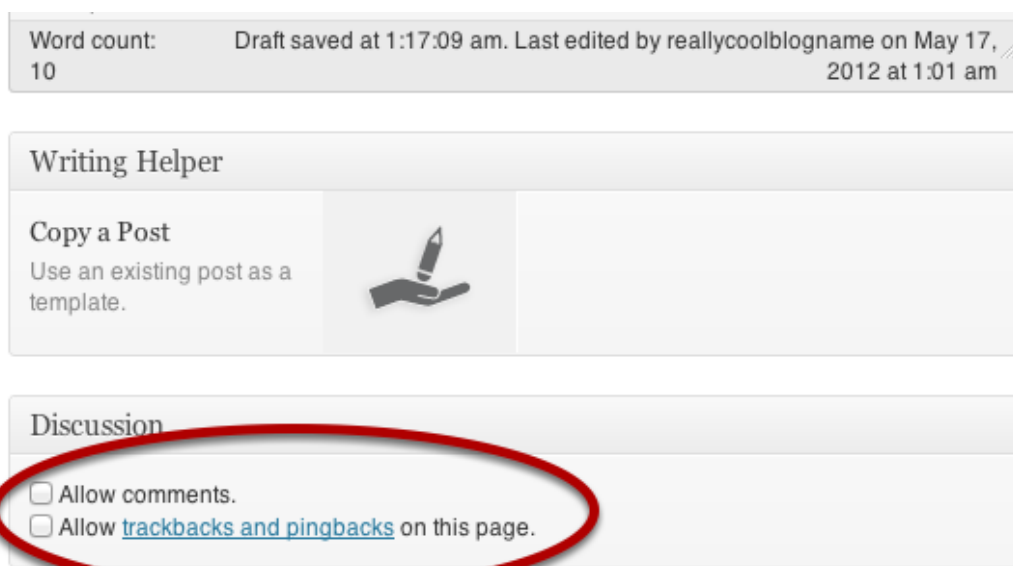 Word count: Draft saved at 1:17:09 am. Last edited by reallycoolblogname on May 17,
10 2012 at 1:01 am
Writing Helper
Copy a Post
Use an existing post as a
template.
Discussion
Allow comments.
Allow trackbacks and pingbacks on this page.